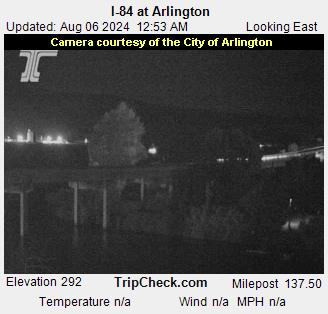 I-84 at Arlington
Updated: Aug 06 2024 12:53 AM Looking East
Camera courtesy of the City of Arlington
Elevation 292 TripCheck.com Milepost 137.50
Temperature n/a Wind n/a MPH n/a